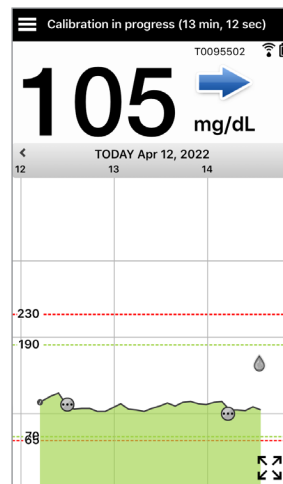 Calibration in progress (13 min, 12 sec)
T0095502
105
mg/dL
TODAY Apr 12, 2022
12 13 14
230
190
70